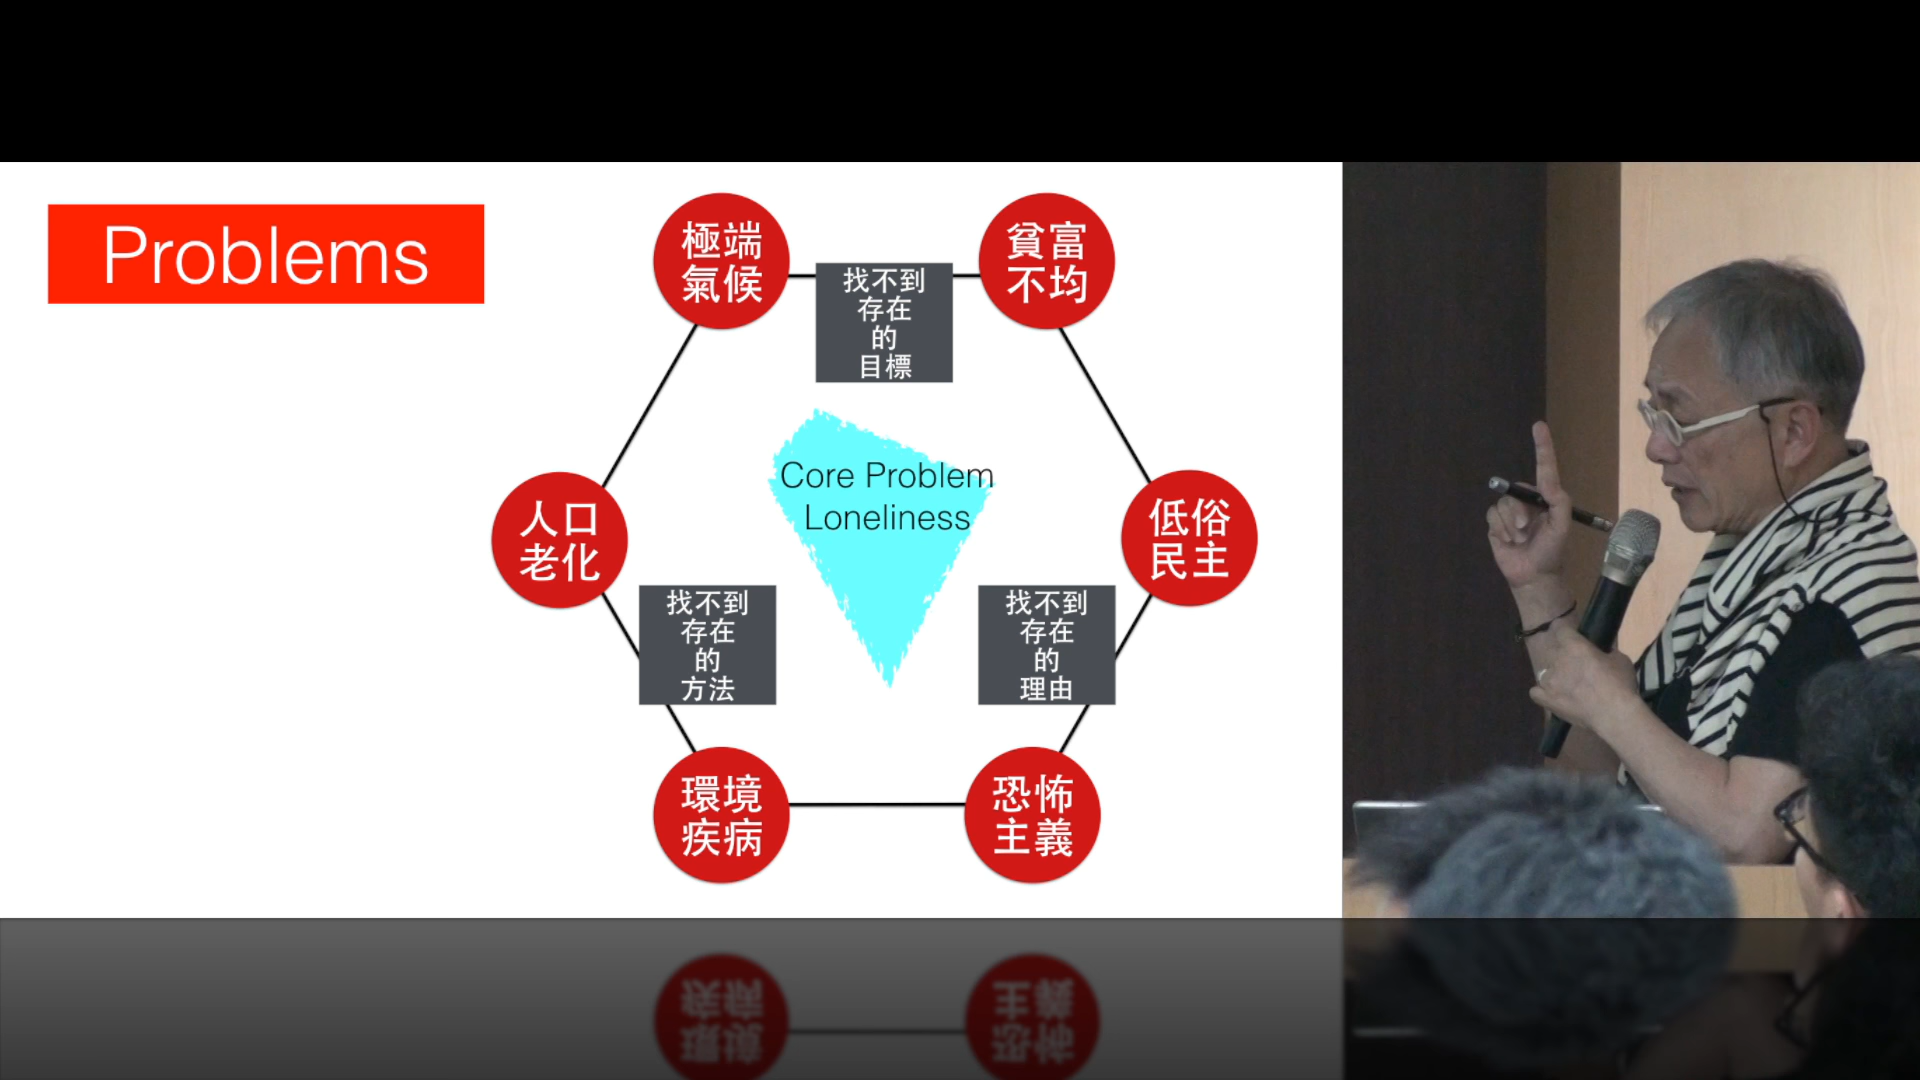 Problems
極端
氣候
貧富
不均
找不到
存在
的
目標
Core Problem
Loneliness
人口
老化
低俗
民主
找不到
存在
的
方法
找不到
存在
的
理由
環境
疾病
恐怖
主義